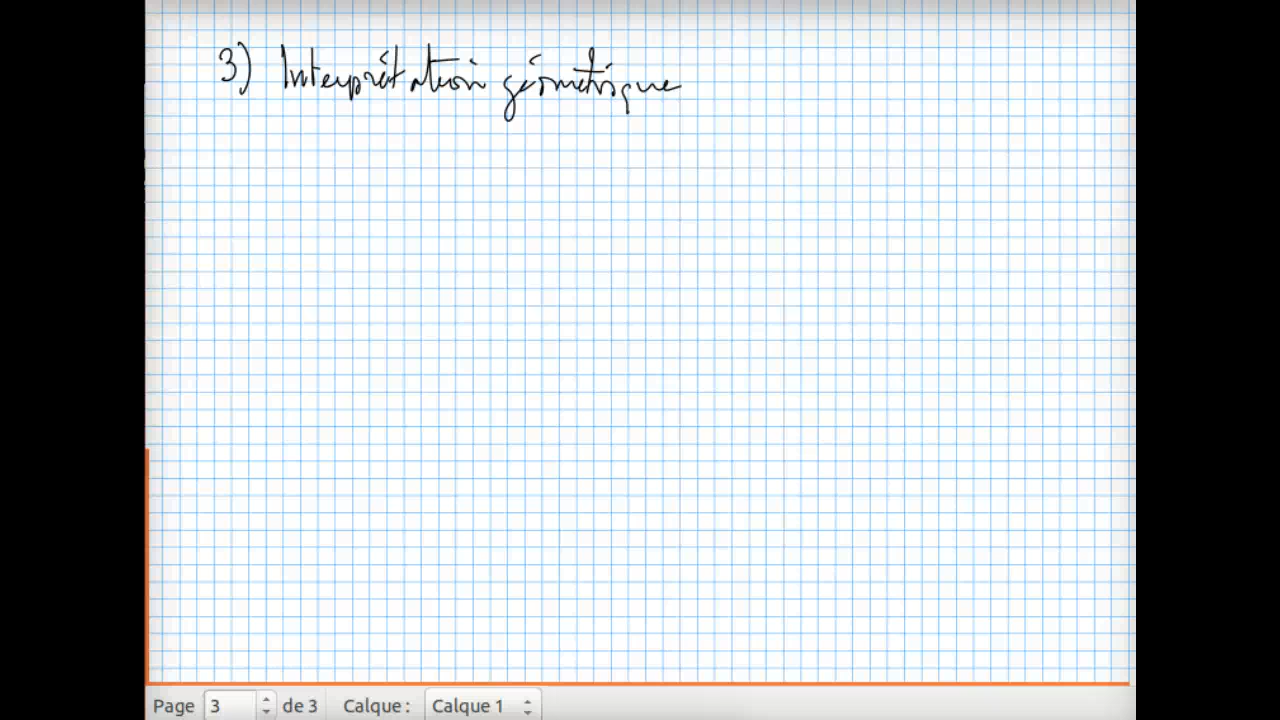 3) Interprétation géométrique
Page 3 de 3 Calque : Calque 1